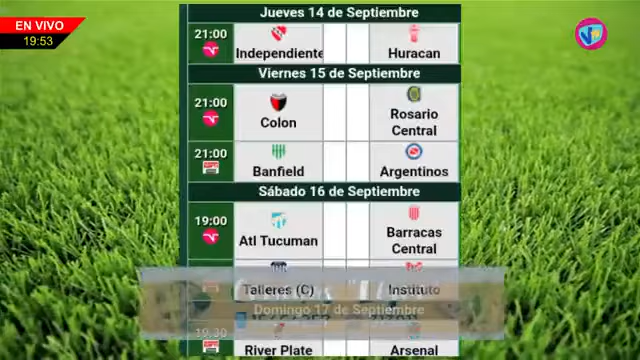 EN VIVO
19:53
Jueves 14 de Septiembre
21:00
Independiente Huracan
Viernes 15 de Septiembre
21:00
Colon Rosario
Central
21:00
Banfield Argentinos
Sábado 16 de Septiembre
19:00
Atl Tucuman Barracas
Central
Talleres (C) Instituto
Domingo 17 de Septiembre
19:30
River Plate Arsenal